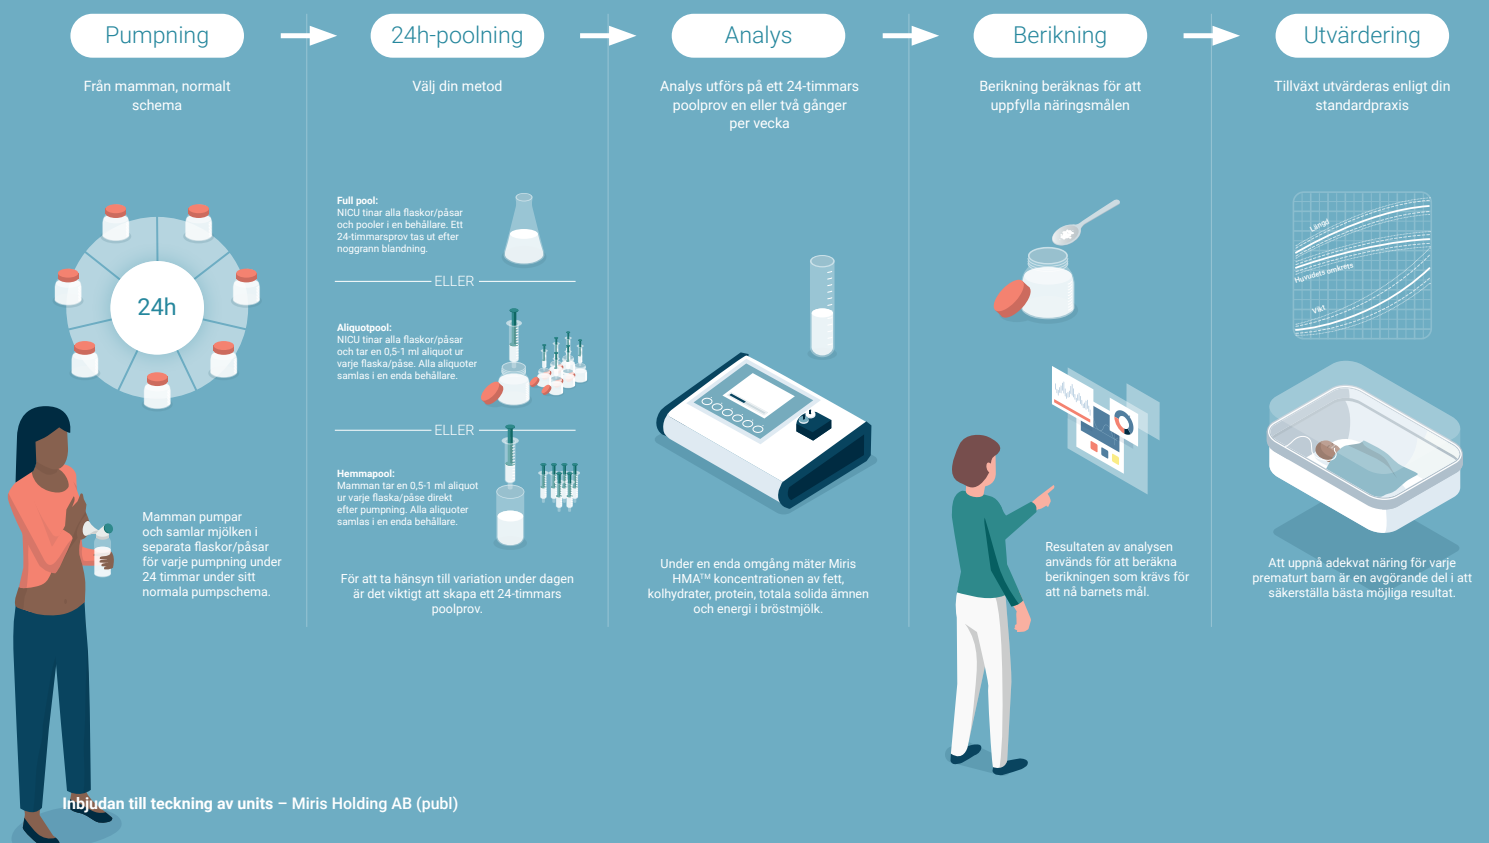 Pumpning
Från mamman, normalt
schema
24h
Mamman pumpar
och samlar mjölken i
separata flaskor/påsar
för varje pumpning under
24 timmar under sitt
normala pumpschema.
24h-poolning
Välj din metod
Full pool:
NICU tinar alla flaskor/påsar
och pooler i en behållare. Ett
24-timmarsprov tas ut efter
noggrann blandning.
ELLER
Aliquotpool:
NICU tinar alla flaskor/påsar
och tar en 0,5-1 ml aliquot ur
varje flaska/påse. Alla aliquoter
samlas i en enda behållare.
ELLER
Hemmapool:
Mamman tar en 0,5-1 ml aliquot
ur varje flaska/påse direkt
efter pumpning. Alla aliquoter
samlas i en enda behållare.
För att ta hänsyn till variation under dagen
är det viktigt att skapa ett 24-timmars
poolprov.
Analys
Analys utförs på ett 24-timmars
poolprov en eller två gånger
per vecka
Under en enda omgång mäter Miris
HMA™ koncentrationen av fett,
kolhydrater, protein, totala solida ämnen
och energi i bröstmjölk.
Berikning
Berikning beräknas för att
uppfylla näringsmålen
Resultaten av analysen
används för att beräkna
berikningen som krävs för
att nå barnets mål.
Utvärdering
Tillväxt utvärderas enligt din
standardpraxis
Längd
Huvudets omkrets
Vikt
Att uppnå adekvat näring för varje
prematurt barn är en avgörande del i att
säkerställa bästa möjliga resultat.
Inbjudan till teckning av units – Miris Holding AB (publ)